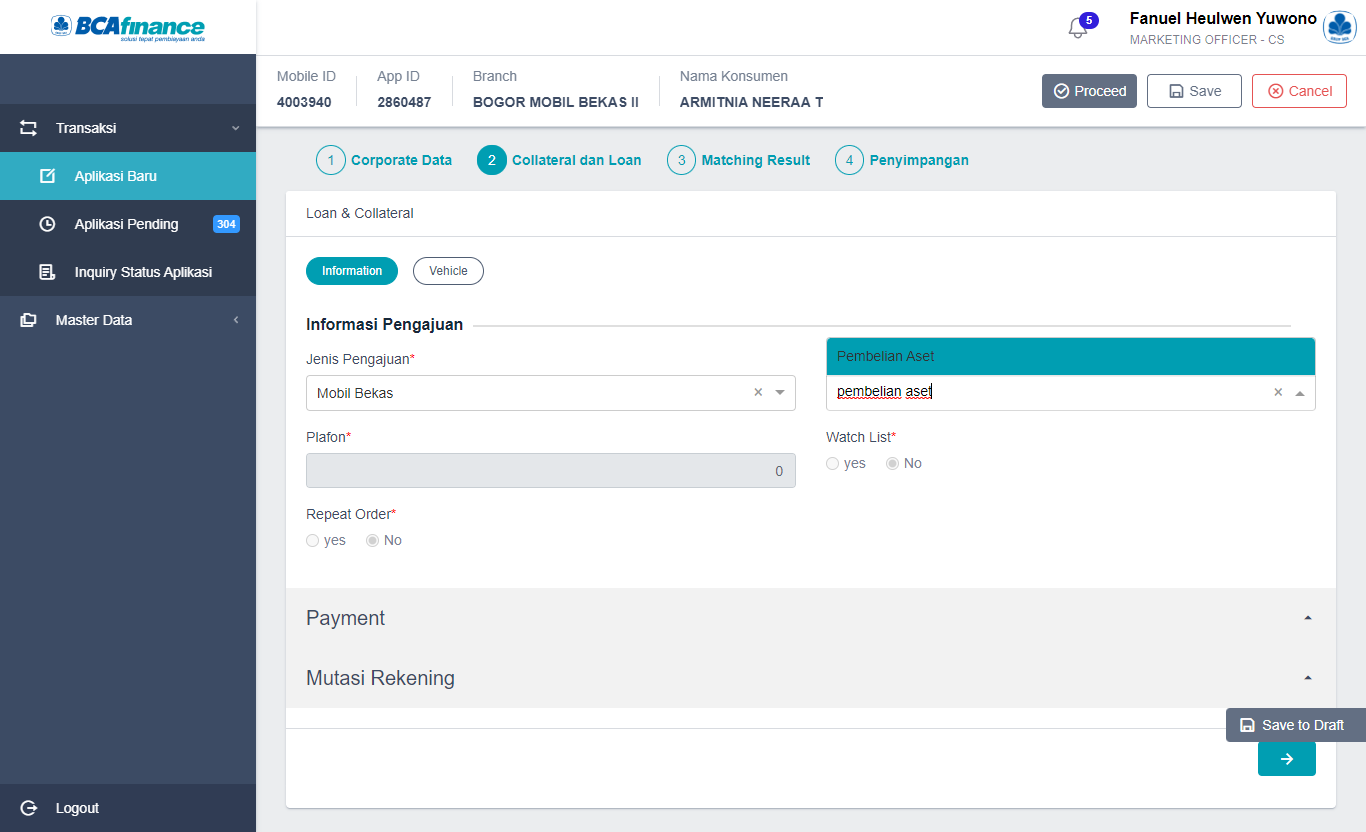 BCAfinance
solusi tepat pembiayaan anda
5
Fanuel Heulwen Yuwono
MARKETING OFFICER - CS
Mobile ID
4003940
App ID
2860487
Branch
BOGOR MOBIL BEKAS II
Nama Konsumen
ARMITNIA NEERAA T
Proceed
Save
Cancel
Transaksi
Aplikasi Baru
Aplikasi Pending 304
Inquiry Status Aplikasi
Master Data
Logout
1 Corporate Data
2 Collateral dan Loan
3 Matching Result
4 Penyimpangan
Loan & Collateral
Information
Vehicle
Informasi Pengajuan
Jenis Pengajuan*
Mobil Bekas
Pembelian Aset
pembelian aset
Plafon*
0
Watch List*
yes No
Repeat Order*
yes No
Payment
Mutasi Rekening
Save to Draft